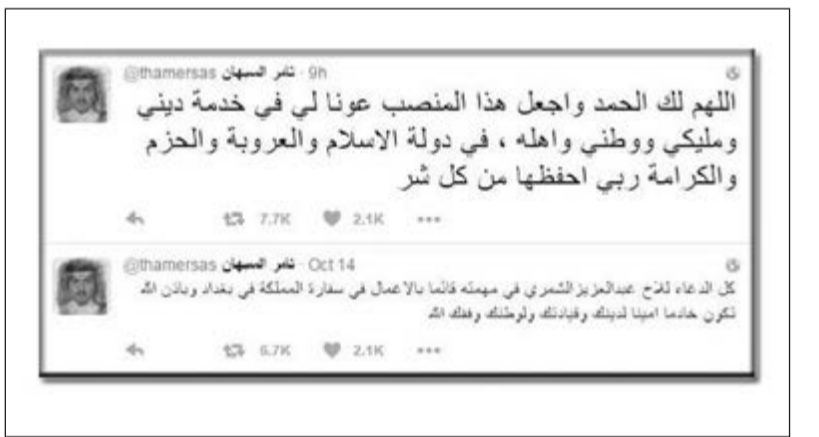 @thamersas ثامر السبهان · 9h
اللهم لك الحمد واجعل هذا المنصب عونا لي في خدمة ديني
ومليكي ووطني واهله ، في دولة الاسلام والعروبة والحزم
والكرامة ربي احفظها من كل شر
7.7K 2.1K
@thamersas ثامر السبهان · Oct 14
كل الدعاء للاخ عبدالعزيزالشمري في مهمته قائما بالاعمال في سفارة المملكة في بغداد وباذن الله
تكون خادما امينا لدينك وقيادتك ولوطنك وفقك الله
6.7K 2.1K